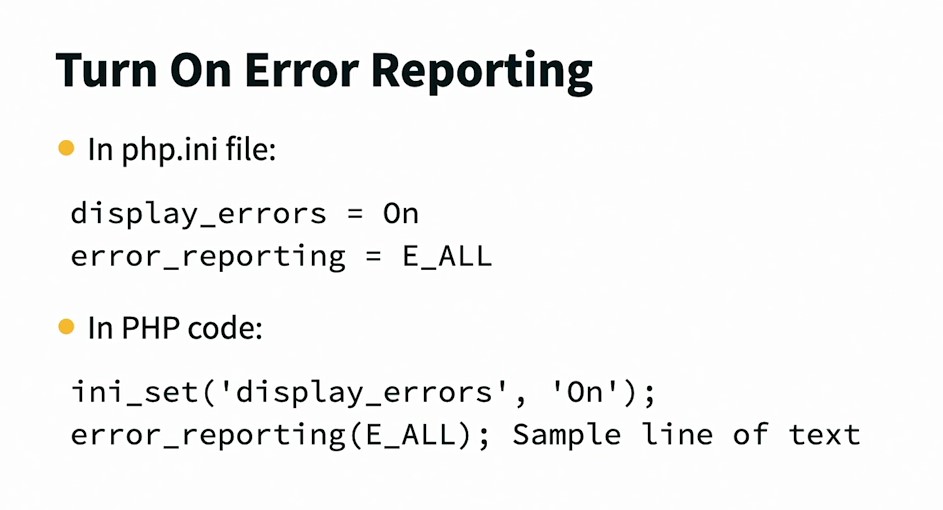 Turn On Error Reporting
In php.ini file:
display_errors = On
error_reporting = E_ALL
In PHP code:
ini_set('display_errors', 'On');
error_reporting(E_ALL); Sample line of text